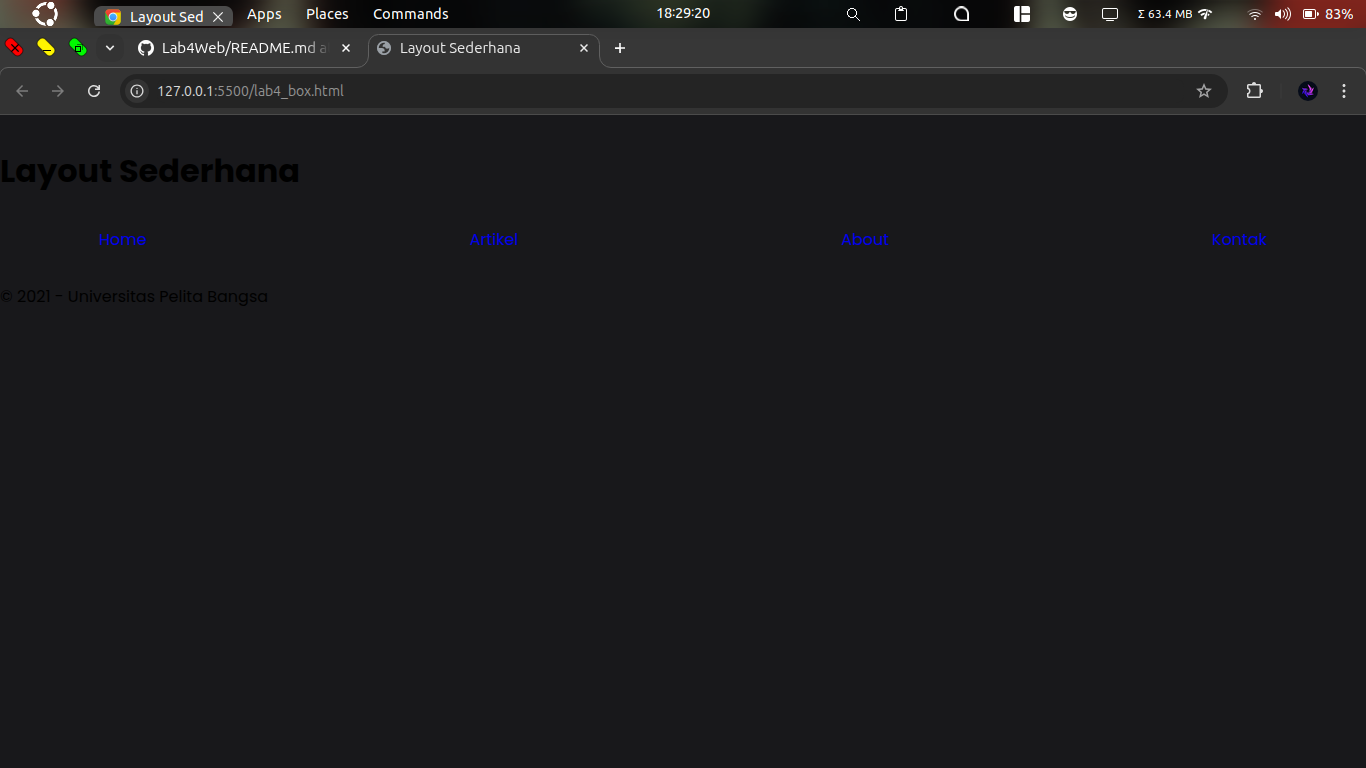 Layout Sed
Apps
Places
Commands
18:29:20
Σ 63.4 MB
83%
Lab4Web/README.md a
Layout Sederhana
127.0.0.1:5500/lab4_box.html
Layout Sederhana
Home
Artikel
About
Kontak
© 2021 - Universitas Pelita Bangsa